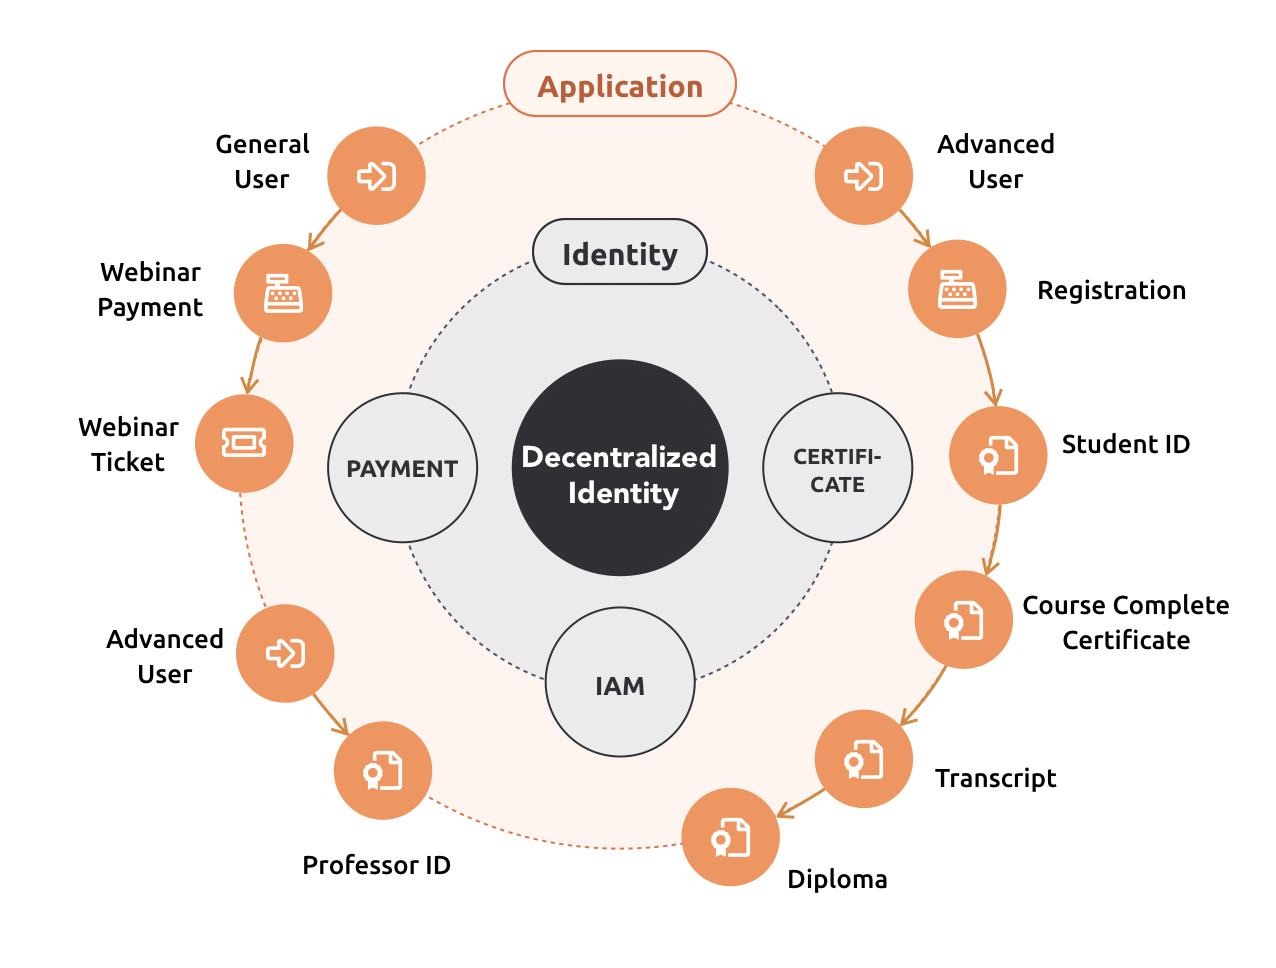 Application
General
User
Advanced
User
Webinar
Payment
Identity
Registration
Webinar
Ticket
PAYMENT
Decentralized
Identity
CERTIFI-
CATE
Student ID
Advanced
User
IAM
Course Complete
Certificate
Transcript
Professor ID
Diploma